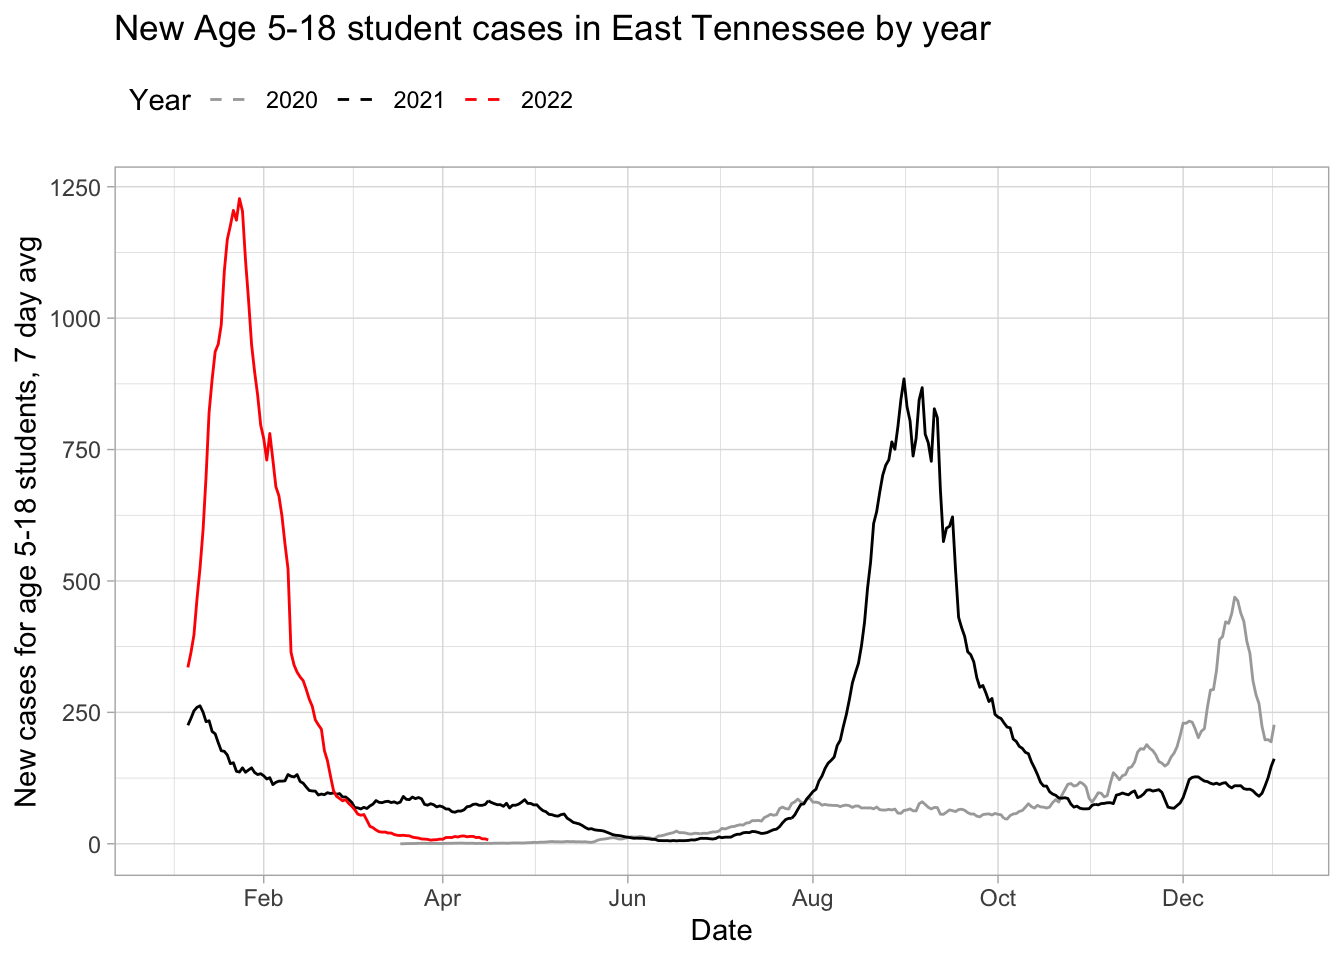 New Age 5-18 student cases in East Tennessee by year
Year 2020 2021 2022
New cases for age 5-18 students, 7 day avg
1250
1000
750
500
250
0
Feb Apr Jun Aug Oct Dec
Date